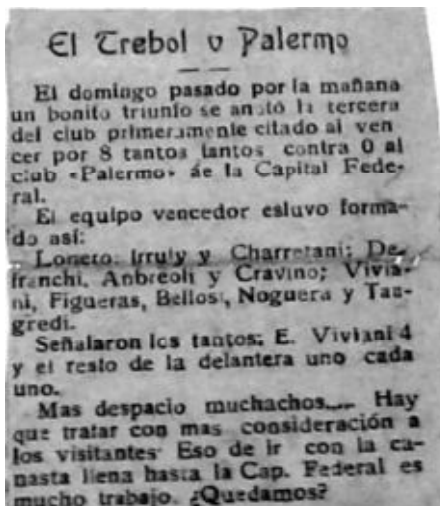 El Trebol v Palermo
El domingo pasado por la mañana
un bonito triunfo se anotó la tercera
del club primeramente citado al ven
cer por 8 tantos tantos contra 0 al
club «Palermo» de la Capital Fede-
ral.
El equipo vencedor estuvo forma-
do así:
Lonero: Irruly y Charretani; De-
franchi, Anbreoli y Cravino; Vivia-
ni, Figueras, Bellosi, Noguera y Tan-
gredi.
Señalaron los tantos: E. Viviani 4
y el resto de la delantera uno cada
uno.
Mas despacio muchachos.... Hay
que tratar con mas consideración a
los visitantes Eso de ir con la ca-
nasta llena hasta la Cap. Federal es
mucho trabajo. ¿Quedamos?